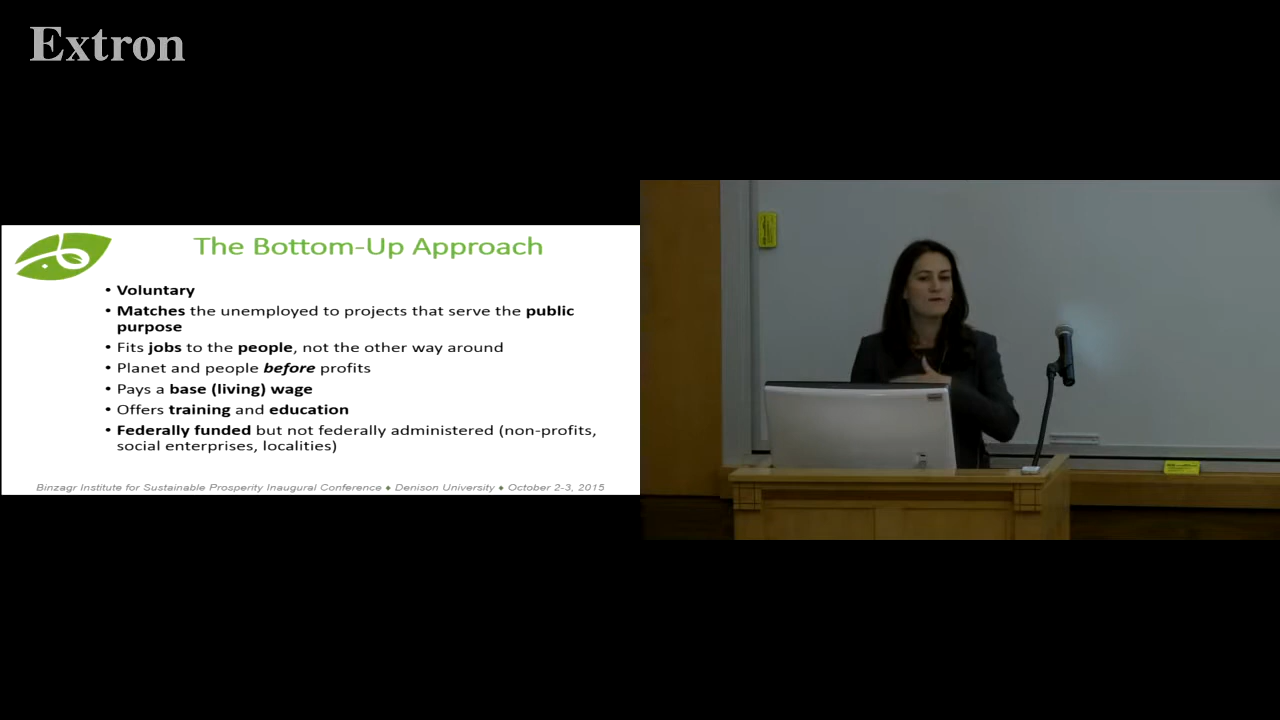 Extron
The Bottom-Up Approach
• Voluntary
• Matches the unemployed to projects that serve the public
purpose
• Fits jobs to the people, not the other way around
• Planet and people before profits
• Pays a base (living) wage
• Offers training and education
• Federally funded but not federally administered (non-profits,
social enterprises, localities)
Binzagr Institute for Sustainable Prosperity Inaugural Conference ♦ Denison University ♦ October 2-3, 2015